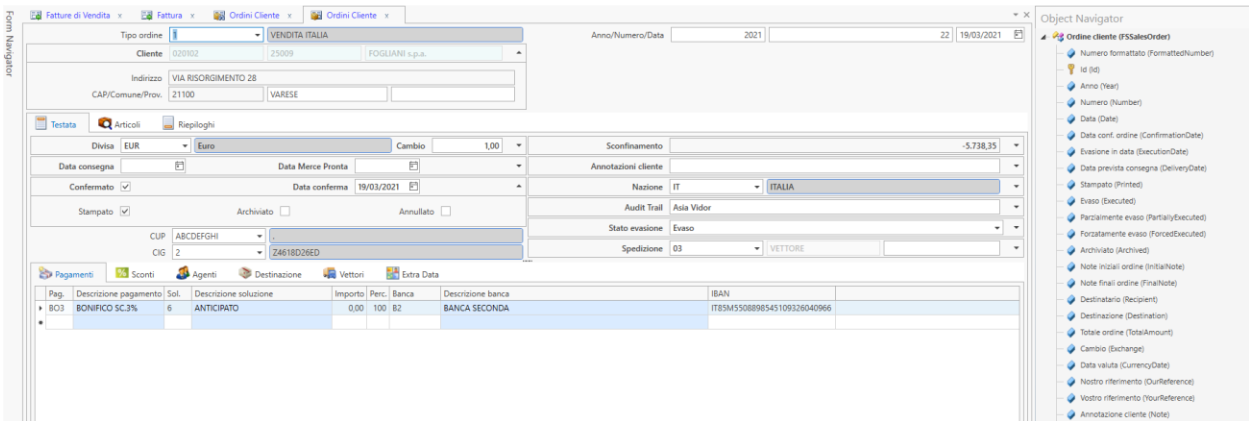 Form Navigator
Fatture di Vendita x Fattura x Ordini Cliente x Ordini Cliente x
Tipo ordine 1 VENDITA ITALIA Anno/Numero/Data 2021 22 19/03/2021
Cliente 020102 25009 FOGLIANI s.p.a.
Indirizzo VIA RISORGIMENTO 28
CAP/Comune/Prov. 21100 VARESE
Testata Articoli Riepiloghi
Divisa EUR Euro Cambio 1,00 Sconfinamento -5.738,35
Data consegna Data Merce Pronta Annotazioni cliente
Confermato Data conferma 19/03/2021 Nazione IT ITALIA
Stampato Archiviato Annullato Audit Trail Asia Vidor
Stato evasione Evaso
CUP ABCDEFGHI .
CIG 2 Z4618D26ED Spedizione 03 VETTORE
Pagamenti Sconti Agenti Destinazione Vettori Extra Data
Pag. Descrizione pagamento Sol. Descrizione soluzione Importo Perc. Banca Descrizione banca IBAN
BO3 BONIFICO SC.3% 6 ANTICIPATO 0,00 100 B2 BANCA SECONDA IT85M5508898545109326040966
Object Navigator
Ordine cliente (FSSalesOrder)
Numero formattato (FormattedNumber)
Id (Id)
Anno (Year)
Numero (Number)
Data (Date)
Data conf. ordine (ConfirmationDate)
Evasione in data (ExecutionDate)
Data prevista consegna (DeliveryDate)
Stampato (Printed)
Evaso (Executed)
Parzialmente evaso (PartiallyExecuted)
Forzatamente evaso (ForcedExecuted)
Archiviato (Archived)
Note iniziali ordine (InitialNote)
Note finali ordine (FinalNote)
Destinatario (Recipient)
Destinazione (Destination)
Totale ordine (TotalAmount)
Cambio (Exchange)
Data valuta (CurrencyDate)
Nostro riferimento (OurReference)
Vostro riferimento (YourReference)
Annotazione cliente (Note)